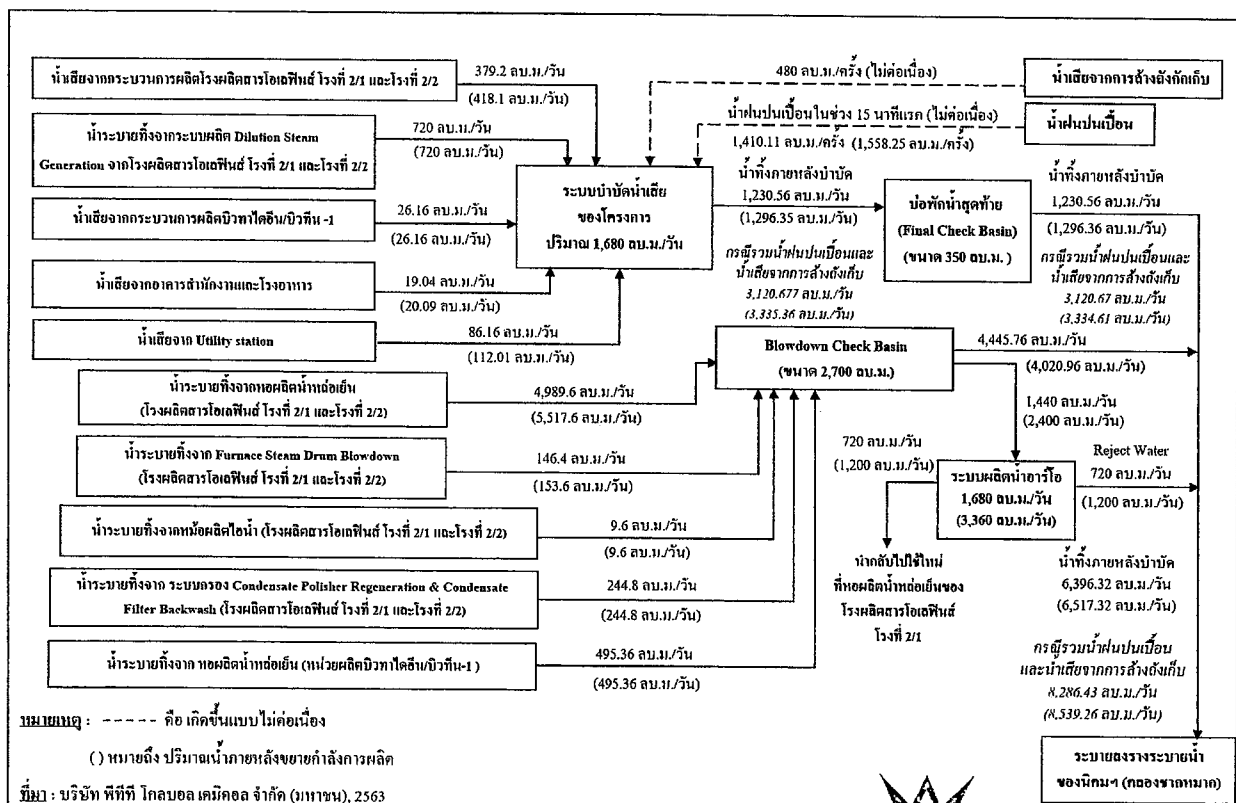 น้ำเสียจากกระบวนการผลิตโรงผลิตสารโอเลฟินส์ โรงที่ 2/1 และโรงที่ 2/2
379.2 ลบ.ม./วัน
(418.1 ลบ.ม./วัน)
480 ลบ.ม./ครั้ง (ไม่ต่อเนื่อง)
น้ำเสียจากการล้างถังกักเก็บ
น้ำฝนปนเปื้อนในช่วง 15 นาทีแรก (ไม่ต่อเนื่อง)
1,410.11 ลบ.ม./ครั้ง (1,558.25 ลบ.ม./ครั้ง)
น้ำฝนปนเปื้อน
น้ำระบายทิ้งจากระบบผลิต Dilution Steam
Generation จากโรงผลิตสารโอเลฟินส์ โรงที่ 2/1 และโรงที่ 2/2
720 ลบ.ม./วัน
(720 ลบ.ม./วัน)
น้ำเสียจากกระบวนการผลิตบิวทาไดอีน/บิวทีน -1
26.16 ลบ.ม./วัน
(26.16 ลบ.ม./วัน)
น้ำเสียจากอาคารสำนักงานและโรงอาหาร
19.04 ลบ.ม./วัน
(20.09 ลบ.ม./วัน)
น้ำเสียจาก Utility station
86.16 ลบ.ม./วัน
(112.01 ลบ.ม./วัน)
ระบบบำบัดน้ำเสีย
ของโครงการ
ปริมาณ 1,680 ลบ.ม./วัน
น้ำทิ้งภายหลังบำบัด
1,230.56 ลบ.ม./วัน
(1,296.35 ลบ.ม./วัน)
กรณีรวมน้ำฝนปนเปื้อนและ
น้ำเสียจากการล้างถังเก็บ
3,120.677 ลบ.ม./วัน
(3,335.36 ลบ.ม./วัน)
บ่อพักน้ำสุดท้าย
(Final Check Basin)
(ขนาด 350 ลบ.ม. )
น้ำทิ้งภายหลังบำบัด
1,230.56 ลบ.ม./วัน
(1,296.36 ลบ.ม./วัน)
กรณีรวมน้ำฝนปนเปื้อนและ
น้ำเสียจากการล้างถังเก็บ
3,120.67 ลบ.ม./วัน
(3,334.61 ลบ.ม./วัน)
น้ำระบายทิ้งจากหอผลิตน้ำหล่อเย็น
(โรงผลิตสารโอเลฟินส์ โรงที่ 2/1 และโรงที่ 2/2)
4,989.6 ลบ.ม./วัน
(5,517.6 ลบ.ม./วัน)
Blowdown Check Basin
(ขนาด 2,700 ลบ.ม.)
4,445.76 ลบ.ม./วัน
(4,020.96 ลบ.ม./วัน)
1,440 ลบ.ม./วัน
(2,400 ลบ.ม./วัน)
น้ำระบายทิ้งจาก Furnace Steam Drum Blowdown
(โรงผลิตสารโอเลฟินส์ โรงที่ 2/1 และโรงที่ 2/2)
146.4 ลบ.ม./วัน
(153.6 ลบ.ม./วัน)
720 ลบ.ม./วัน
(1,200 ลบ.ม./วัน)
ระบบผลิตน้ำอาร์โอ
1,680 ลบ.ม./วัน
(3,360 ลบ.ม./วัน)
Reject Water
720 ลบ.ม./วัน
(1,200 ลบ.ม./วัน)
น้ำระบายทิ้งจากหม้อผลิตไอน้ำ (โรงผลิตสารโอเลฟินส์ โรงที่ 2/1 และโรงที่ 2/2)
9.6 ลบ.ม./วัน
(9.6 ลบ.ม./วัน)
นำกลับไปใช้ใหม่
ที่หอผลิตน้ำหล่อเย็นของ
โรงผลิตสารโอเลฟินส์
โรงที่ 2/1
น้ำทิ้งภายหลังบำบัด
6,396.32 ลบ.ม./วัน
(6,517.32 ลบ.ม./วัน)
น้ำระบายทิ้งจาก ระบบกรอง Condensate Polisher Regeneration & Condensate
Filter Backwash (โรงผลิตสารโอเลฟินส์ โรงที่ 2/1 และโรงที่ 2/2)
244.8 ลบ.ม./วัน
(244.8 ลบ.ม./วัน)
น้ำระบายทิ้งจาก หอผลิตน้ำหล่อเย็น (หน่วยผลิตบิวทาไดอีน/บิวทีน-1 )
495.36 ลบ.ม./วัน
(495.36 ลบ.ม./วัน)
กรณีรวมน้ำฝนปนเปื้อน
และน้ำเสียจากการล้างถังเก็บ
8,286.43 ลบ.ม./วัน
(8,539.26 ลบ.ม./วัน)
ระบายลงรางระบายน้ำ
ของนิคมฯ (คลองชากหมาก)
หมายเหตุ : ----- คือ เกิดขึ้นแบบไม่ต่อเนื่อง
( ) หมายถึง ปริมาณน้ำภายหลังขยายกำลังการผลิต
ที่มา : บริษัท พีทีที โกลบอล เคมิคอล จำกัด (มหาชน), 2563